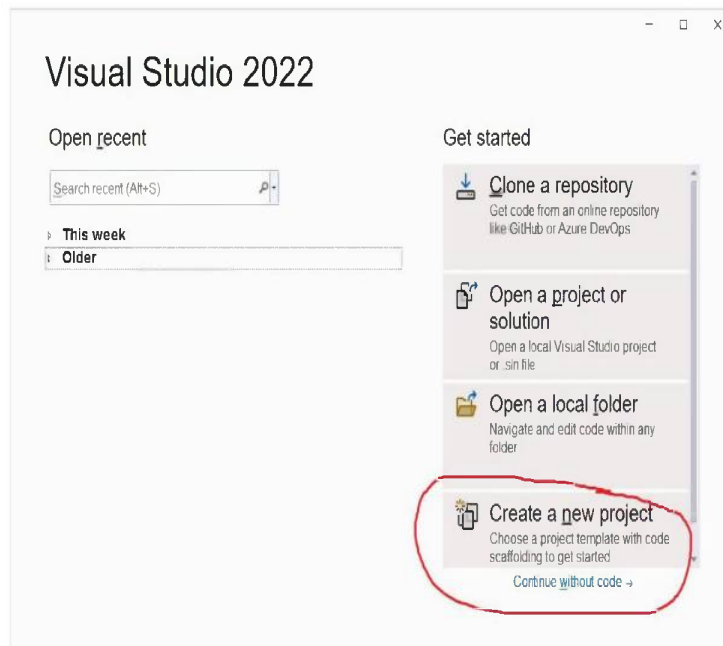 Visual Studio 2022
Open recent
Search recent (Alt+S)
This week
Older
Get started
Clone a repository
Get code from an online repository
like GitHub or Azure DevOps
Open a project or
solution
Open a local Visual Studio project
or .sin file
Open a local folder
Navigate and edit code within any
folder
Create a new project
Choose a project template with code
scaffolding to get started
Continue without code →